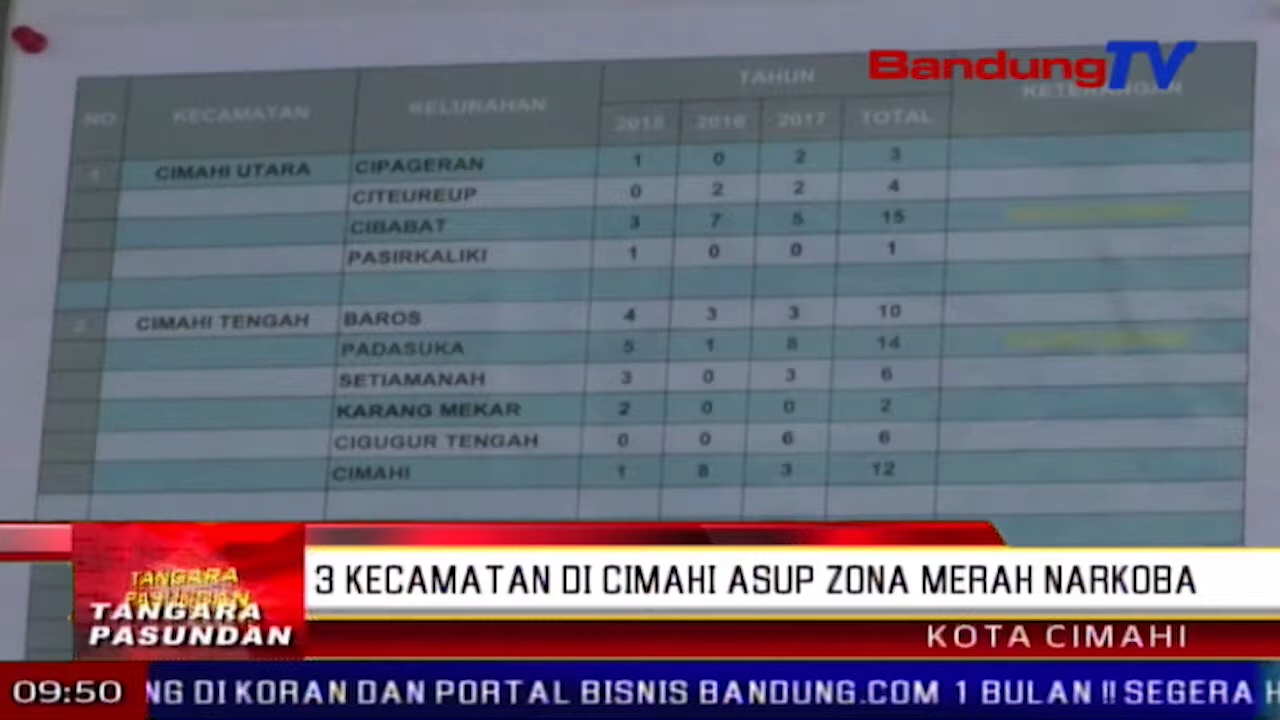 BandungTV
NO KECAMATAN KELURAHAN TAHUN KETERANGAN
2015 2016 2017 TOTAL
1 CIMAHI UTARA CIPAGERAN 1 0 2 3
CITEUREUP 0 2 2 4
CIBABAT 3 7 5 15
PASIRKALIKI 1 0 0 1
2 CIMAHI TENGAH BAROS 4 3 3 10
PADASUKA 5 1 8 14
SETIAMANAH 3 0 3 6
KARANG MEKAR 2 0 0 2
CIGUGUR TENGAH 0 0 6 6
CIMAHI 1 8 3 12
TANGARA
PASUNDAN
TANGARA
PASUNDAN
3 KECAMATAN DI CIMAHI ASUP ZONA MERAH NARKOBA
KOTA CIMAHI
09:50 NG DI KORAN DAN PORTAL BISNIS BANDUNG.COM 1 BULAN !! SEGERA H